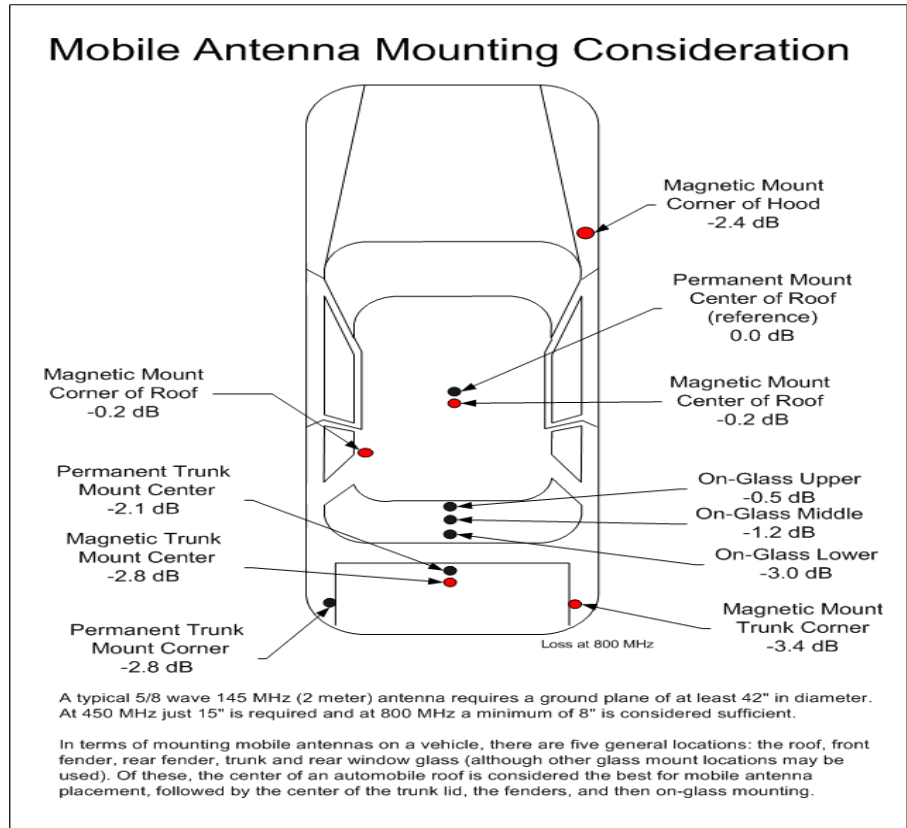 Mobile Antenna Mounting Consideration
Magnetic Mount
Corner of Hood
-2.4 dB
Permanent Mount
Center of Roof
(reference)
0.0 dB
Magnetic Mount
Corner of Roof
-0.2 dB
Magnetic Mount
Center of Roof
-0.2 dB
Permanent Trunk
Mount Center
-2.1 dB
On-Glass Upper
-0.5 dB
On-Glass Middle
-1.2 dB
Magnetic Trunk
Mount Center
-2.8 dB
On-Glass Lower
-3.0 dB
Permanent Trunk
Mount Corner
-2.8 dB
Magnetic Mount
Trunk Corner
-3.4 dB
Loss at 800 MHz
A typical 5/8 wave 145 MHz (2 meter) antenna requires a ground plane of at least 42" in diameter.
At 450 MHz just 15" is required and at 800 MHz a minimum of 8" is considered sufficient.
In terms of mounting mobile antennas on a vehicle, there are five general locations: the roof, front
fender, rear fender, trunk and rear window glass (although other glass mount locations may be
used). Of these, the center of an automobile roof is considered the best for mobile antenna
placement, followed by the center of the trunk lid, the fenders, and then on-glass mounting.